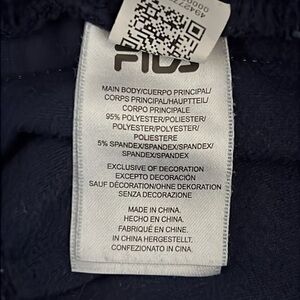 MAIN BODY/CUERPO PRINCIPAL/
CORPS PRINCIPAL/HAUPTTEIL/
CORPO PRINCIPALE
95% POLYESTER/POLIESTER/
POLYESTER/POLYESTER/
POLIESTERE
5% SPANDEX/SPANDEX/SPANDEX/
SPANDEX/SPANDEX
EXCLUSIVE OF DECORATION
EXCEPTO DECORACIÓN
SAUF DÉCORATION/OHNE DEKORATION
SENZA DECORAZIONE
MADE IN CHINA.
HECHO EN CHINA.
FABRIQUÉ EN CHINE.
IN CHINA HERGESTELLT.
CONFEZIONATO IN CINA.